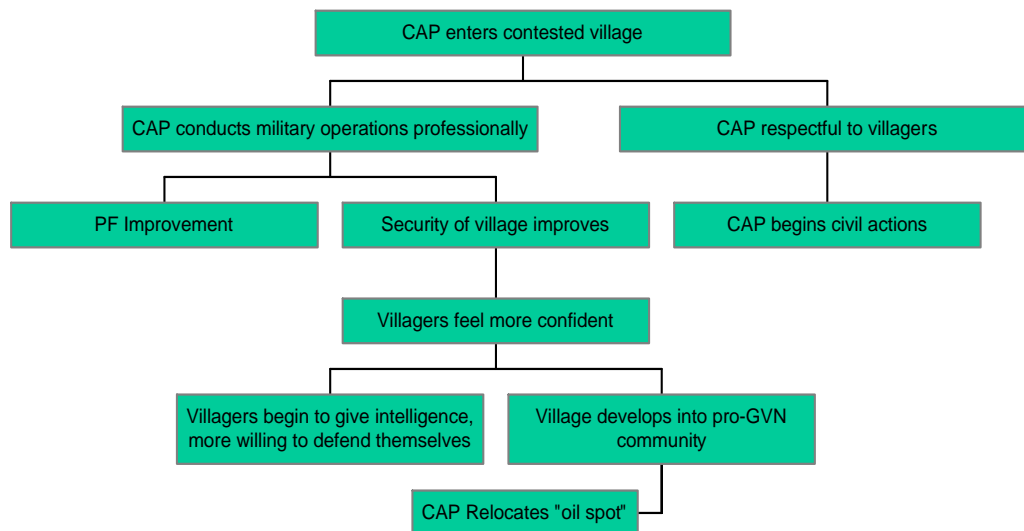 CAP enters contested village
CAP conducts military operations professionally
CAP respectful to villagers
PF Improvement
Security of village improves
CAP begins civil actions
Villagers feel more confident
Villagers begin to give intelligence,
more willing to defend themselves
Village develops into pro-GVN
community
CAP Relocates "oil spot"